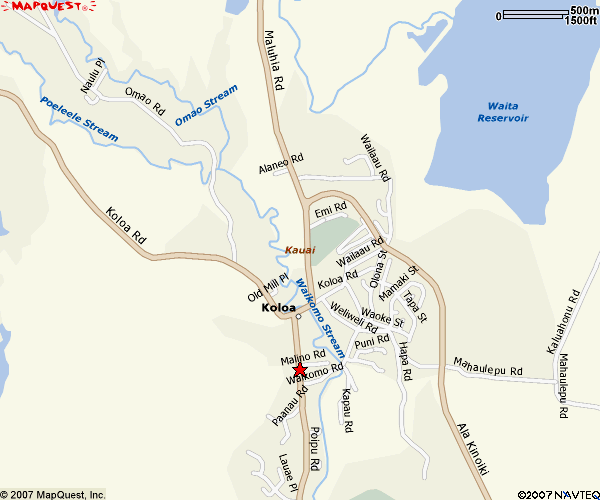 MAPQUEST
0 500m
1500ft
Naulu Pl
Maluhia Rd
Omao Rd
Omao Stream
Poeleele Stream
Waita
Reservoir
Wailaau Rd
Alaneo Rd
Emi Rd
Koloa Rd
Kauai
Wailaau Rd
Olona St
Koloa Rd
Mamaki St
Old Mill Pl
Waikomo Stream
Tapa St
Koloa
Weliweli Rd
Waoke St
Kaluahonu Rd
Puni Rd
Hapa Rd
Malino Rd
Waikomo Rd
Mahaulepu Rd
Mahaulepu Rd
Paanau Rd
Kapau Rd
Poipu Rd
Ala Kinoiki
Lauae Pl
© 2007 MapQuest, Inc.
©2007 NAVTEQ